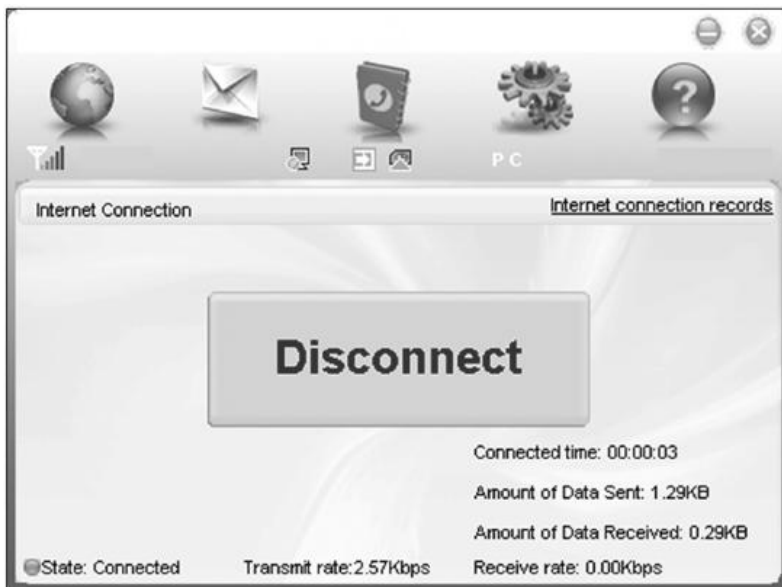 P C
Internet Connection
Internet connection records
Disconnect
Connected time: 00:00:03
Amount of Data Sent: 1.29KB
Amount of Data Received: 0.29KB
State: Connected
Transmit rate:2.57Kbps
Receive rate: 0.00Kbps